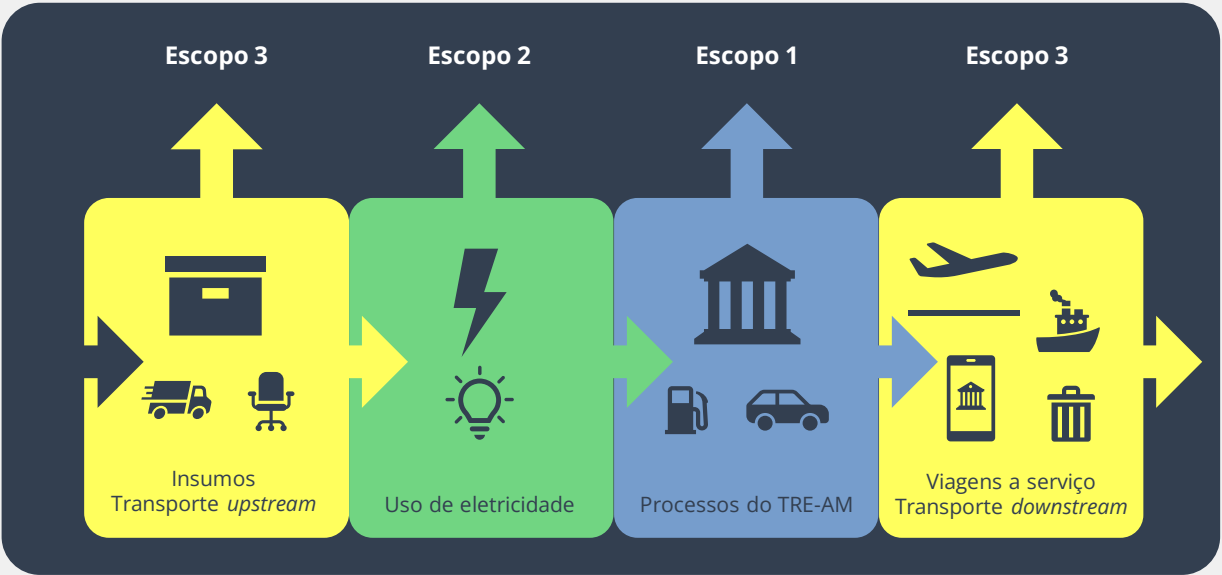 Escopo 3
Escopo 2
Escopo 1
Escopo 3
Insumos
Transporte upstream
Uso de eletricidade
Processos do TRE-AM
Viagens a serviço
Transporte downstream